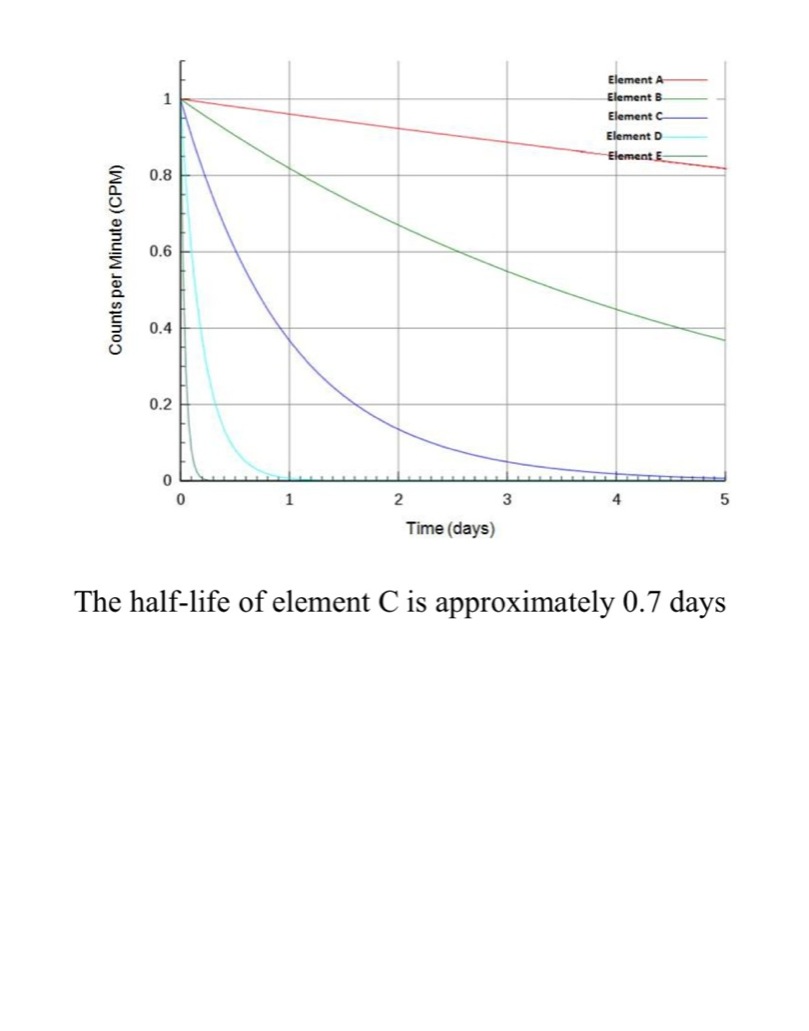 Element A
Element B
Element C
Element D
Element E
1
0.8
0.6
0.4
0.2
0
Counts per Minute (CPM)
0 1 2 3 4 5
Time (days)
The half-life of element C is approximately 0.7 days